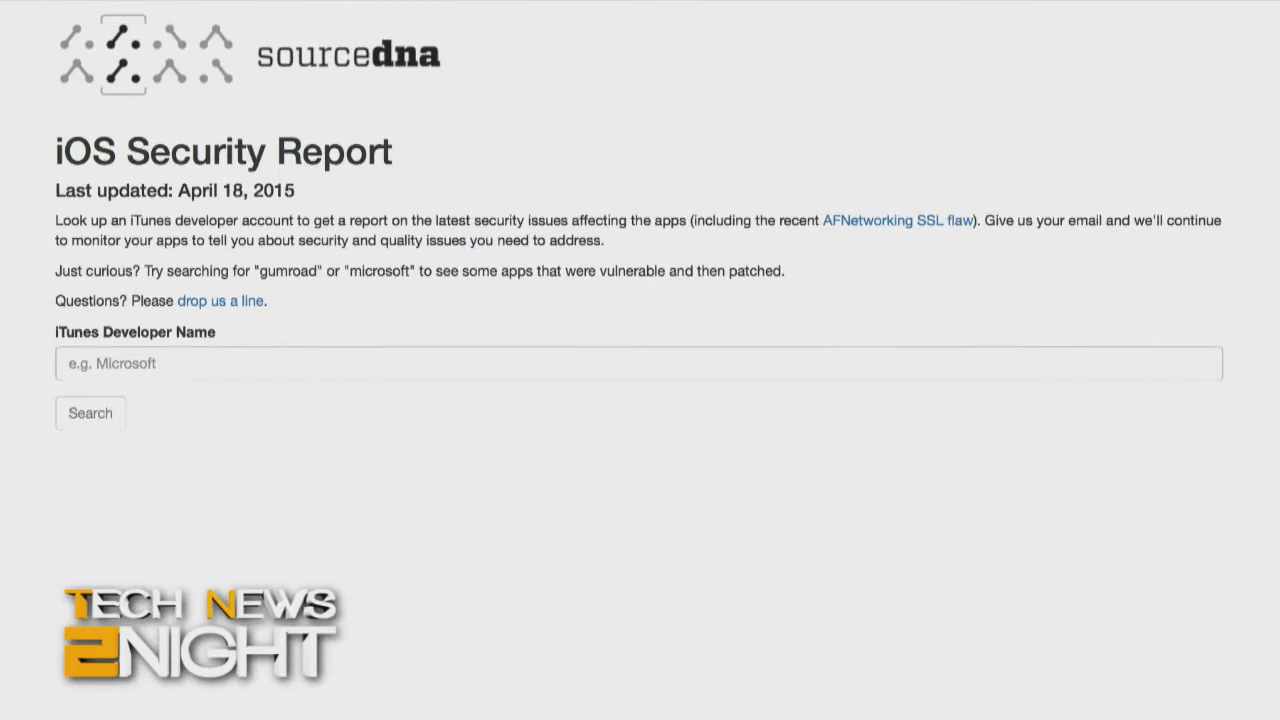 sourcedna
iOS Security Report
Last updated: April 18, 2015
Look up an iTunes developer account to get a report on the latest security issues affecting the apps (including the recent AFNetworking SSL flaw). Give us your email and we'll continue
to monitor your apps to tell you about security and quality issues you need to address.
Just curious? Try searching for "gumroad" or "microsoft" to see some apps that were vulnerable and then patched.
Questions? Please drop us a line.
iTunes Developer Name
e.g. Microsoft
Search
TECH NEWS
2NIGHT